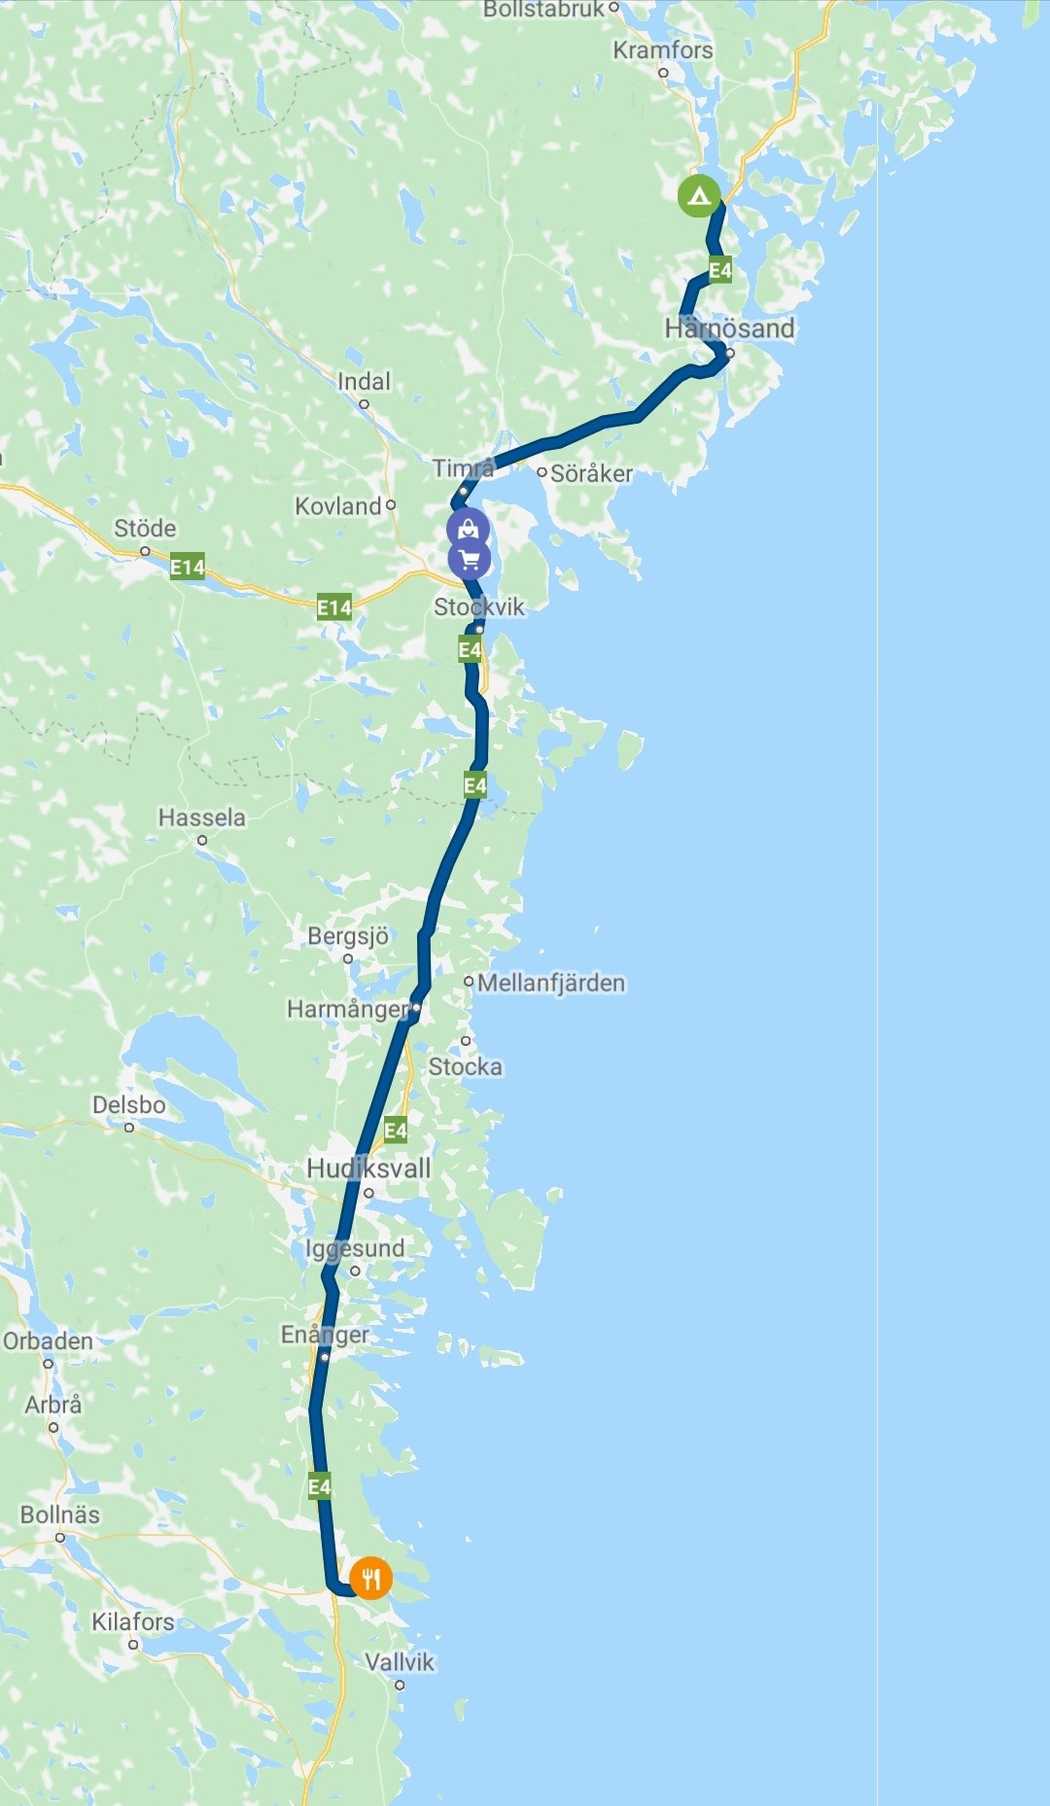 Bollstabruk
Kramfors
E4
Härnösand
Indal
Timrå
Söråker
Kovland
Stöde
E14
E14
Stockvik
E4
E4
Hassela
Bergsjö
Mellanfjärden
Harmånger
Stocka
Delsbo
E4
Hudiksvall
Iggesund
Enånger
Orbaden
Arbrå
E4
Bollnäs
Kilafors
Vallvik